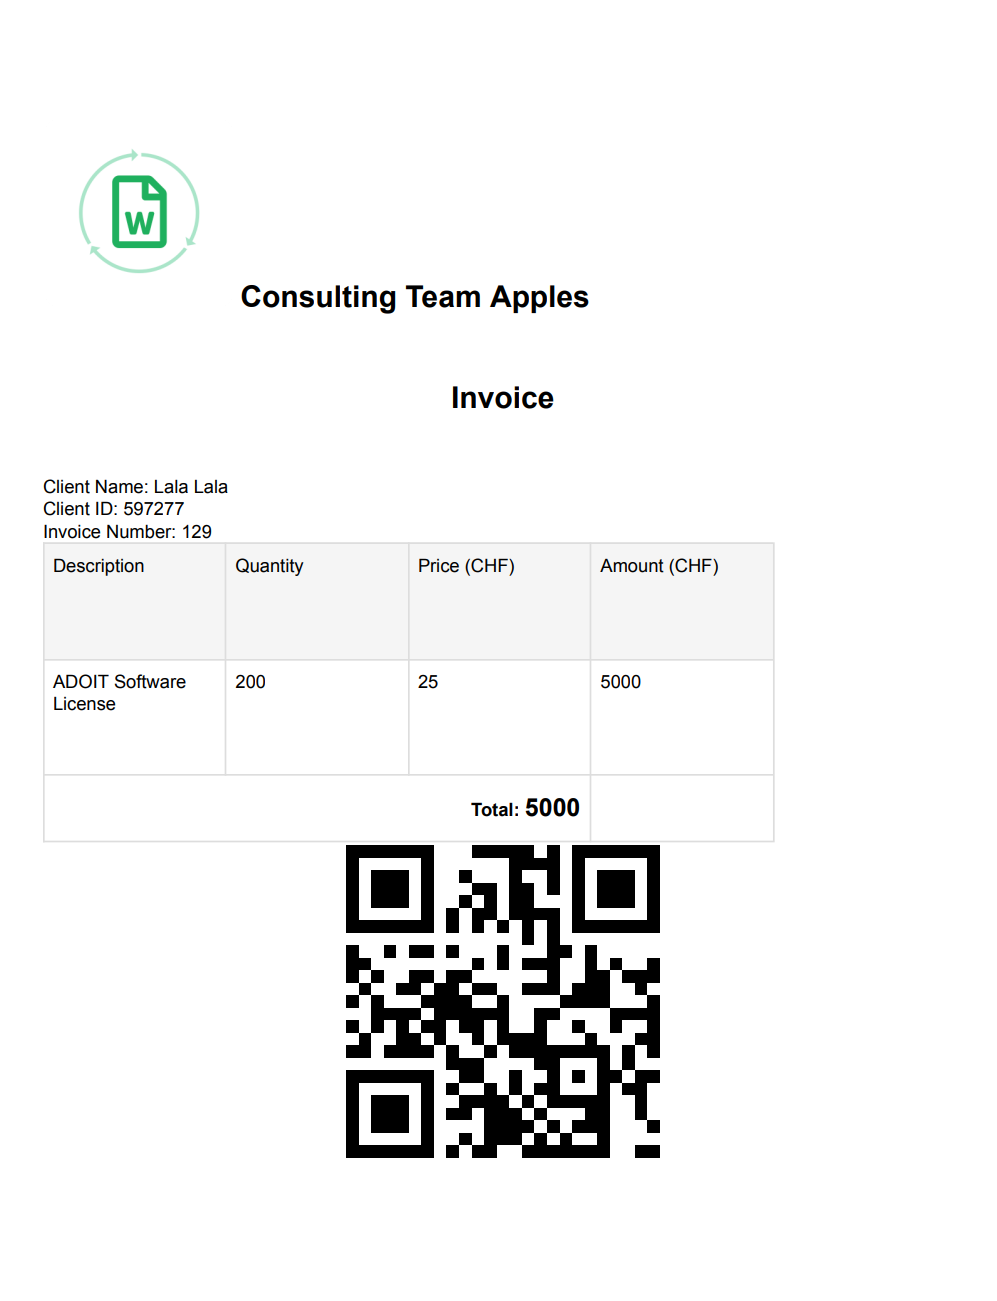 W
Consulting Team Apples
Invoice
Client Name: Lala Lala
Client ID: 597277
Invoice Number: 129
Description Quantity Price (CHF) Amount (CHF)
ADOIT Software 200 25 5000
License
Total: 5000